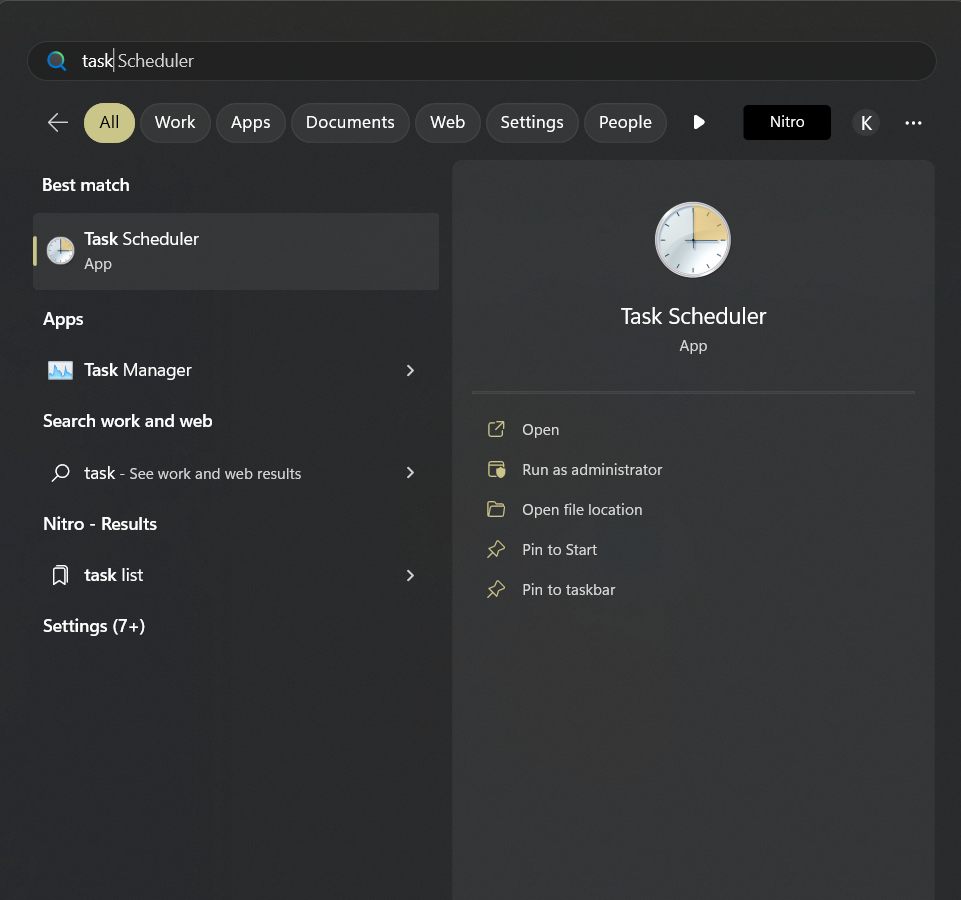 task Scheduler
All
Work
Apps
Documents
Web
Settings
People
Nitro
K
Best match
Task Scheduler
App
Apps
Task Manager
Search work and web
task - See work and web results
Nitro - Results
task list
Settings (7+)
Task Scheduler
App
Open
Run as administrator
Open file location
Pin to Start
Pin to taskbar